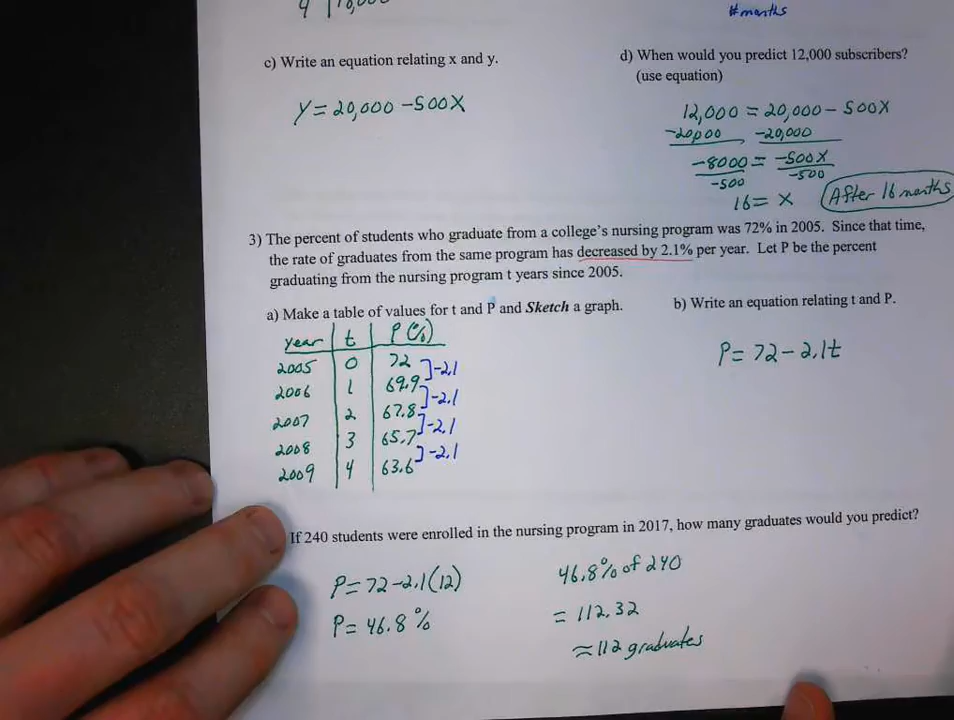 4 | 18,000
#months
c) Write an equation relating x and y.
d) When would you predict 12,000 subscribers?
(use equation)
y = 20,000 - 500x
12,000 = 20,000 - 500x
-20,000 -20,000
-8000 = -500x
-500 -500
16 = x After 16 months
3) The percent of students who graduate from a college's nursing program was 72% in 2005. Since that time,
the rate of graduates from the same program has decreased by 2.1% per year. Let P be the percent
graduating from the nursing program t years since 2005.
a) Make a table of values for t and P and Sketch a graph.
b) Write an equation relating t and P.
year | t | P (%)
2005 0 72
]-2.1
2006 1 69.9
]-2.1
2007 2 67.8
]-2.1
2008 3 65.7
]-2.1
2009 4 63.6
P = 72 - 2.1t
If 240 students were enrolled in the nursing program in 2017, how many graduates would you predict?
P = 72 - 2.1(12)
P = 46.8%
46.8% of 240
= 112.32
≈ 112 graduates